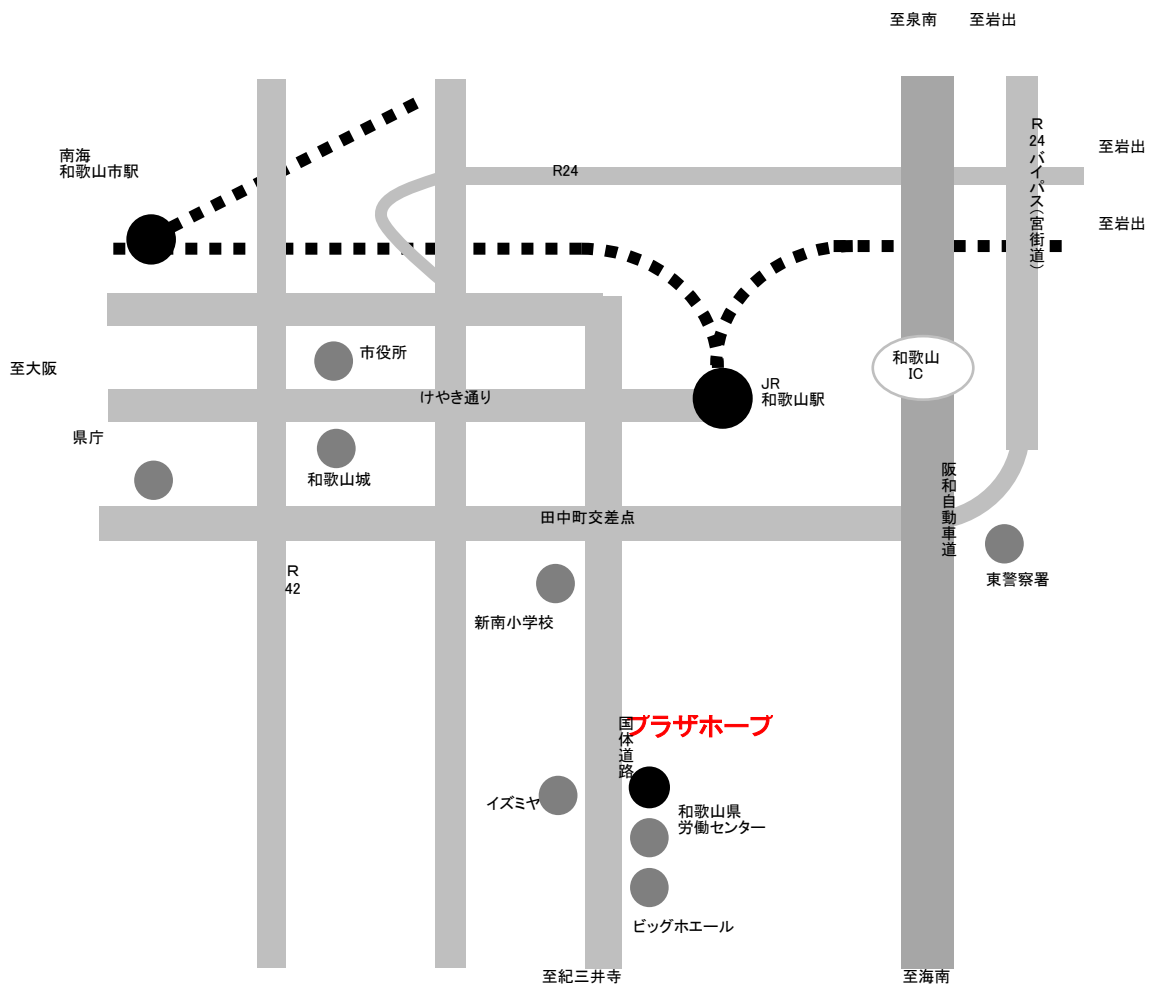 至泉南
至岩出
R24バイパス（宮街道）
南海
和歌山市駅
R24
至岩出
至岩出
市役所
和歌山
IC
至大阪
けやき通り
JR
和歌山駅
県庁
和歌山城
阪和自動車道
田中町交差点
R
42
東警察署
新南小学校
国体道路
プラザホープ
イズミヤ
和歌山県
労働センター
ビッグホエール
至紀三井寺
至海南